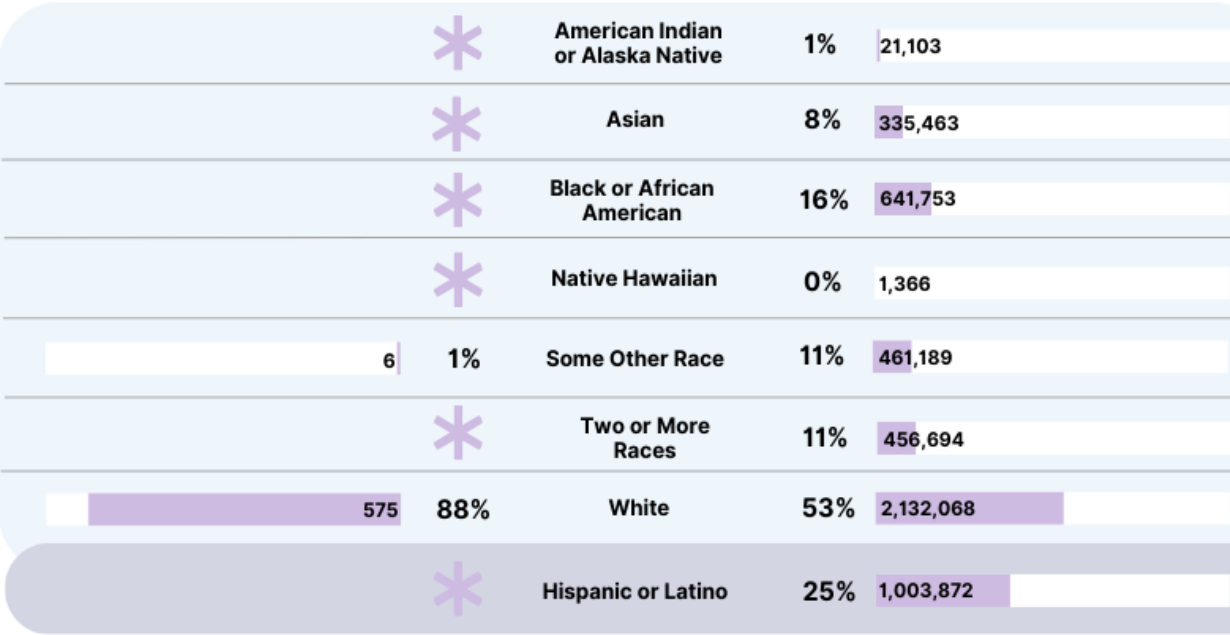 American Indian
or Alaska Native
1%
21,103
Asian
8%
335,463
Black or African
American
16%
641,753
Native Hawaiian
0%
1,366
6
1%
Some Other Race
11%
461,189
Two or More
Races
11%
456,694
575
88%
White
53%
2,132,068
Hispanic or Latino
25%
1,003,872